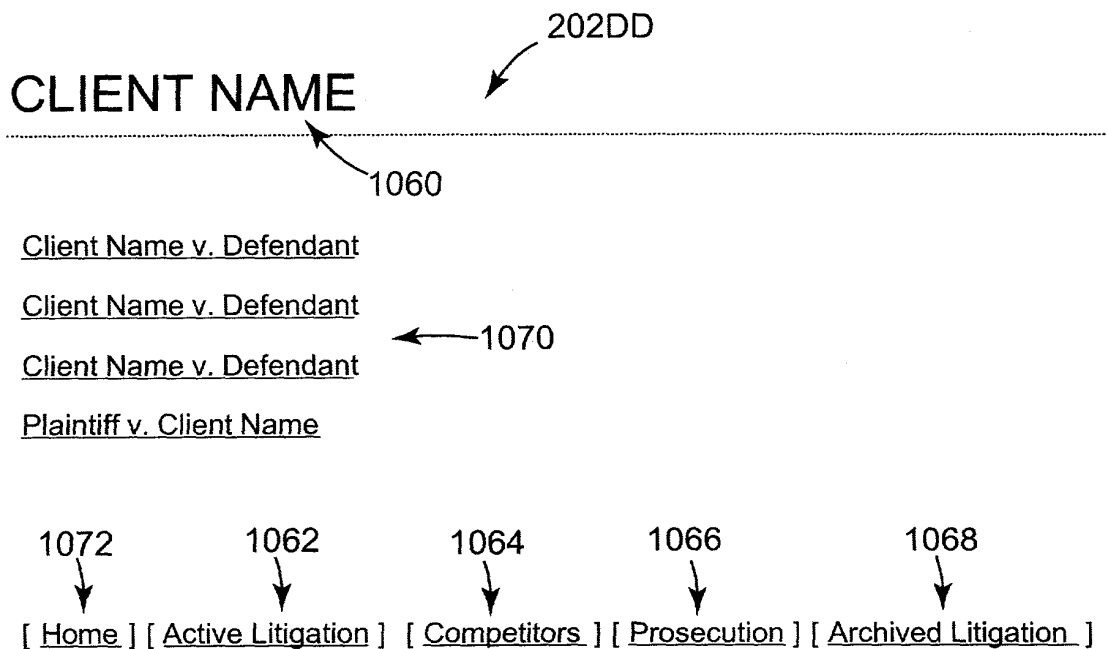 202DD
CLIENT NAME
1060
Client Name v. Defendant
Client Name v. Defendant
1070
Client Name v. Defendant
Plaintiff v. Client Name
1072 1062 1064 1066 1068
[ Home ] [ Active Litigation ] [ Competitors ] [ Prosecution ] [ Archived Litigation ]